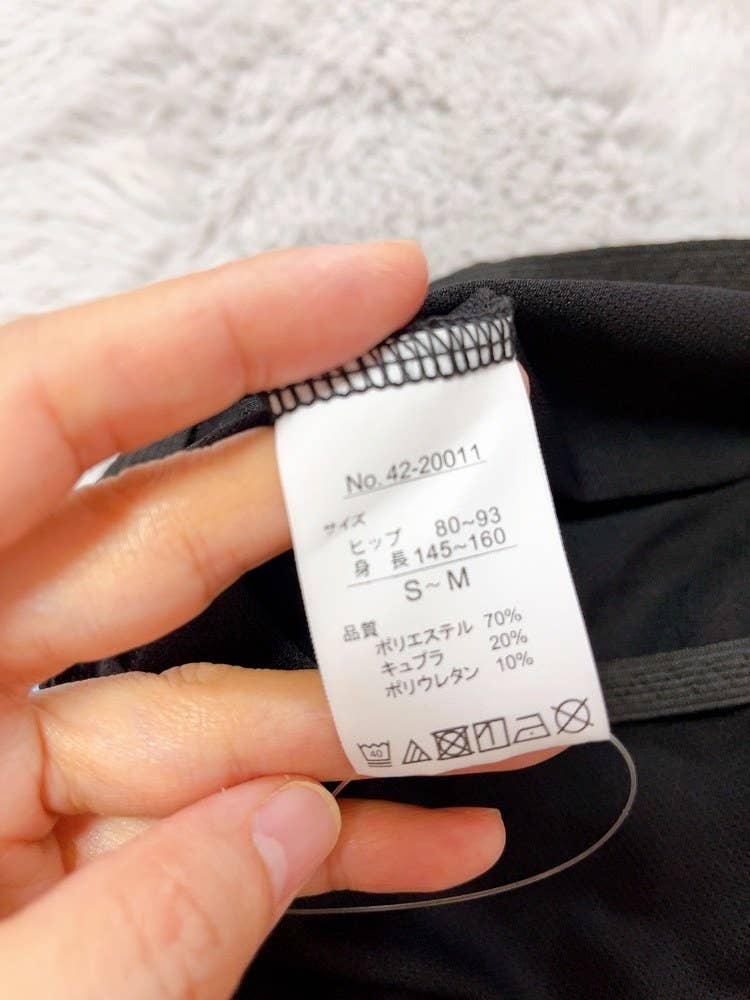 No. 42-20011
サイズ
ヒップ 80~93
身 長 145~160
S~M
品質
ポリエステル 70%
キュプラ 20%
ポリウレタン 10%
40